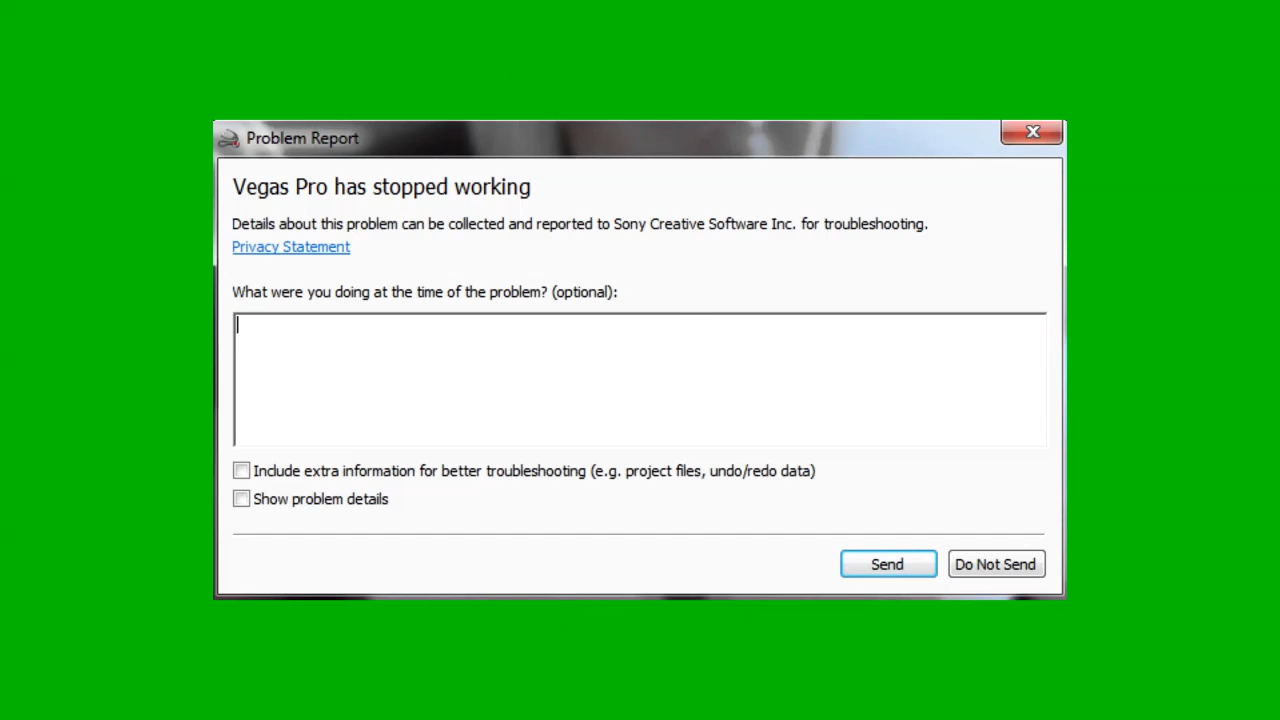 Problem Report
Vegas Pro has stopped working
Details about this problem can be collected and reported to Sony Creative Software Inc. for troubleshooting.
Privacy Statement
What were you doing at the time of the problem? (optional):
Include extra information for better troubleshooting (e.g. project files, undo/redo data)
Show problem details
Send Do Not Send